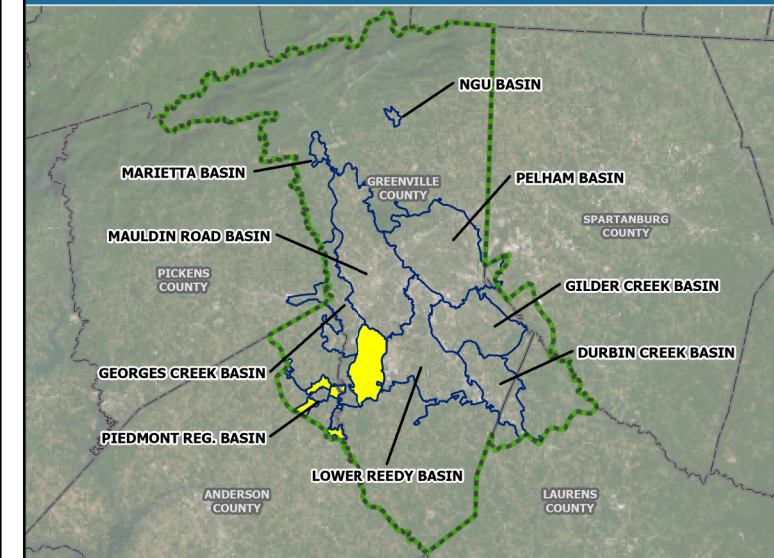 NGU BASIN
MARIETTA BASIN
GREENVILLE
COUNTY
PELHAM BASIN
SPARTANBURG
COUNTY
MAULDIN ROAD BASIN
PICKENS
COUNTY
GILDER CREEK BASIN
DURBIN CREEK BASIN
GEORGES CREEK BASIN
PIEDMONT REG. BASIN
LOWER REEDY BASIN
ANDERSON
COUNTY
LAURENS
COUNTY